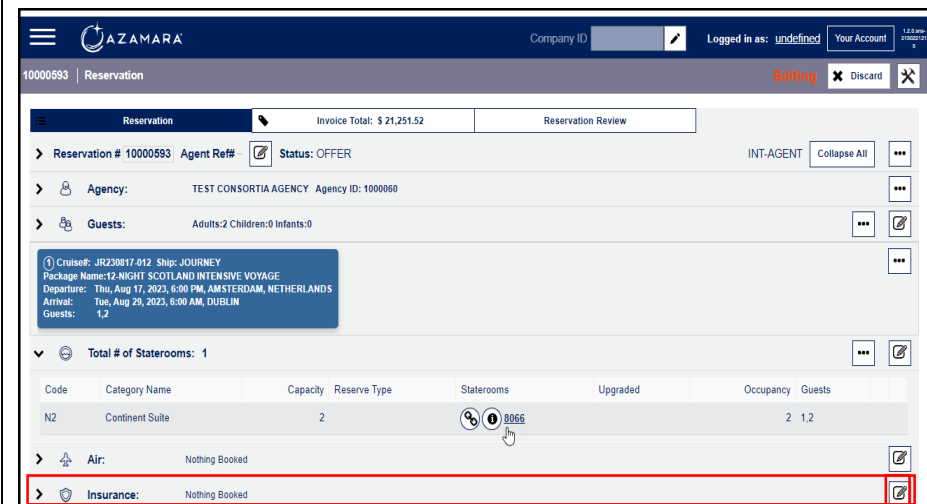 AZAMARA
Company ID
Logged in as: undefined
Your Account
10000593 | Reservation
Editing
Discard
Reservation
Invoice Total: $ 21,251.52
Reservation Review
Reservation # 10000593 Agent Ref# - Status: OFFER
INT-AGENT
Collapse All
Agency: TEST CONSORTIA AGENCY Agency ID: 1000060
Guests: Adults:2 Children:0 Infants:0
1 Cruise#: JR230817-012 Ship: JOURNEY
Package Name:12-NIGHT SCOTLAND INTENSIVE VOYAGE
Departure: Thu, Aug 17, 2023, 6:00 PM, AMSTERDAM, NETHERLANDS
Arrival: Tue, Aug 29, 2023, 6:00 AM, DUBLIN
Guests: 1,2
Total # of Staterooms: 1
Code Category Name Capacity Reserve Type Staterooms Upgraded Occupancy Guests
N2 Continent Suite 2 8066 2 1,2
Air: Nothing Booked
Insurance: Nothing Booked